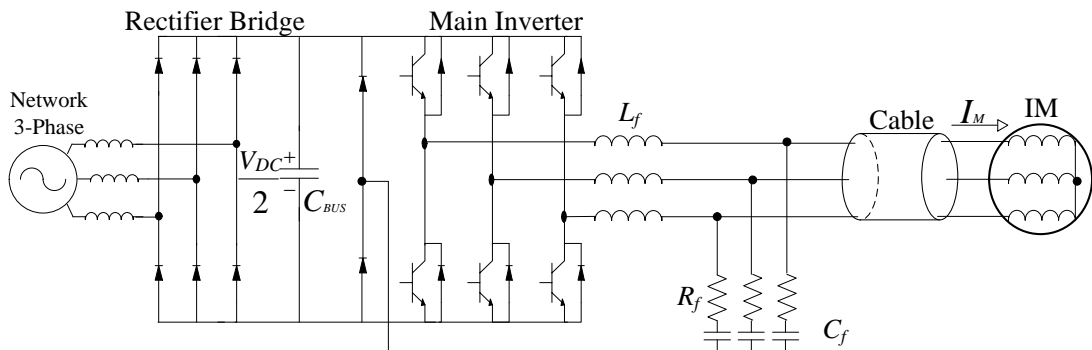 Rectifier Bridge
Main Inverter
Network
3-Phase
V_DC
2
+
−
C_BUS
L_f
R_f
C_f
Cable
I_M
IM